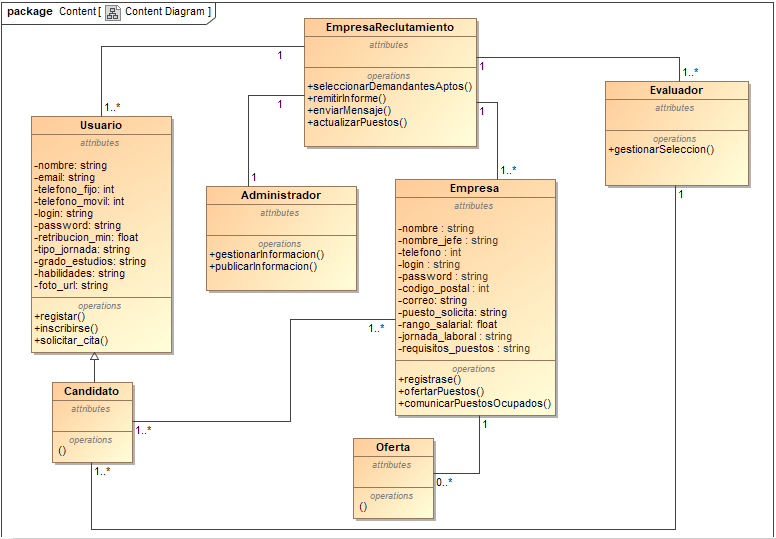 package Content [ Content Diagram ]
EmpresaReclutamiento
attributes
operations
+seleccionarDemandantesAptos()
+remitirInforme()
+enviarMensaje()
+actualizarPuestos()
1
1
1
1
1..*
1..*
1
1..*
Evaluador
attributes
operations
+gestionarSeleccion()
1
Usuario
attributes
-nombre: string
-email: string
-telefono_fijo: int
-telefono_movil: int
-login: string
-password: string
-retribucion_min: float
-tipo_jornada: string
-grado_estudios: string
-habilidades: string
-foto_url: string
operations
+registar()
+inscribirse()
+solicitar_cita()
Administrador
attributes
operations
+gestionarInformacion()
+publicarInformacion()
Empresa
attributes
-nombre : string
-nombre_jefe : string
-telefono : int
-login : string
-password : string
-codigo_postal : int
-correo: string
-puesto_solicita: string
-rango_salarial: float
-jornada_laboral : string
-requisitos_puestos : string
operations
+registrase()
+ofertarPuestos()
+comunicarPuestosOcupados()
1..*
1
Candidato
attributes
operations
()
1..*
1..*
Oferta
attributes
operations
()
0..*